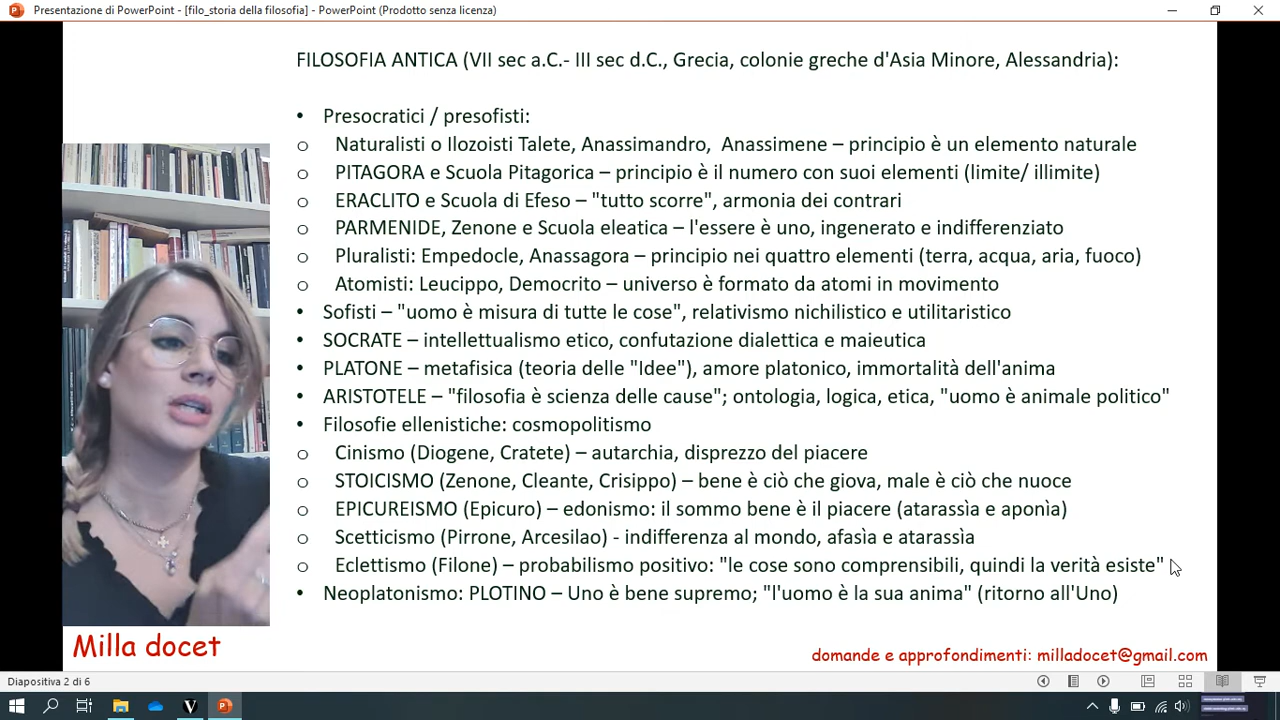 Presentazione di PowerPoint - [filo_storia della filosofia] - PowerPoint (Prodotto senza licenza)
FILOSOFIA ANTICA (VII sec a.C.- III sec d.C., Grecia, colonie greche d'Asia Minore, Alessandria):
• Presocratici / presofisti:
o Naturalisti o Ilozoisti Talete, Anassimandro, Anassimene – principio è un elemento naturale
o PITAGORA e Scuola Pitagorica – principio è il numero con suoi elementi (limite/ illimite)
o ERACLITO e Scuola di Efeso – "tutto scorre", armonia dei contrari
o PARMENIDE, Zenone e Scuola eleatica – l'essere è uno, ingenerato e indifferenziato
o Pluralisti: Empedocle, Anassagora – principio nei quattro elementi (terra, acqua, aria, fuoco)
o Atomisti: Leucippo, Democrito – universo è formato da atomi in movimento
• Sofisti – "uomo è misura di tutte le cose", relativismo nichilistico e utilitaristico
• SOCRATE – intellettualismo etico, confutazione dialettica e maieutica
• PLATONE – metafisica (teoria delle "Idee"), amore platonico, immortalità dell'anima
• ARISTOTELE – "filosofia è scienza delle cause"; ontologia, logica, etica, "uomo è animale politico"
• Filosofie ellenistiche: cosmopolitismo
o Cinismo (Diogene, Cratete) – autarchia, disprezzo del piacere
o STOICISMO (Zenone, Cleante, Crisippo) – bene è ciò che giova, male è ciò che nuoce
o EPICUREISMO (Epicuro) – edonismo: il sommo bene è il piacere (atarassìa e aponìa)
o Scetticismo (Pirrone, Arcesilao) - indifferenza al mondo, afasìa e atarassìa
o Eclettismo (Filone) – probabilismo positivo: "le cose sono comprensibili, quindi la verità esiste"
• Neoplatonismo: PLOTINO – Uno è bene supremo; "l'uomo è la sua anima" (ritorno all'Uno)
Milla docet
domande e approfondimenti: milladocet@gmail.com
Diapositiva 2 di 6